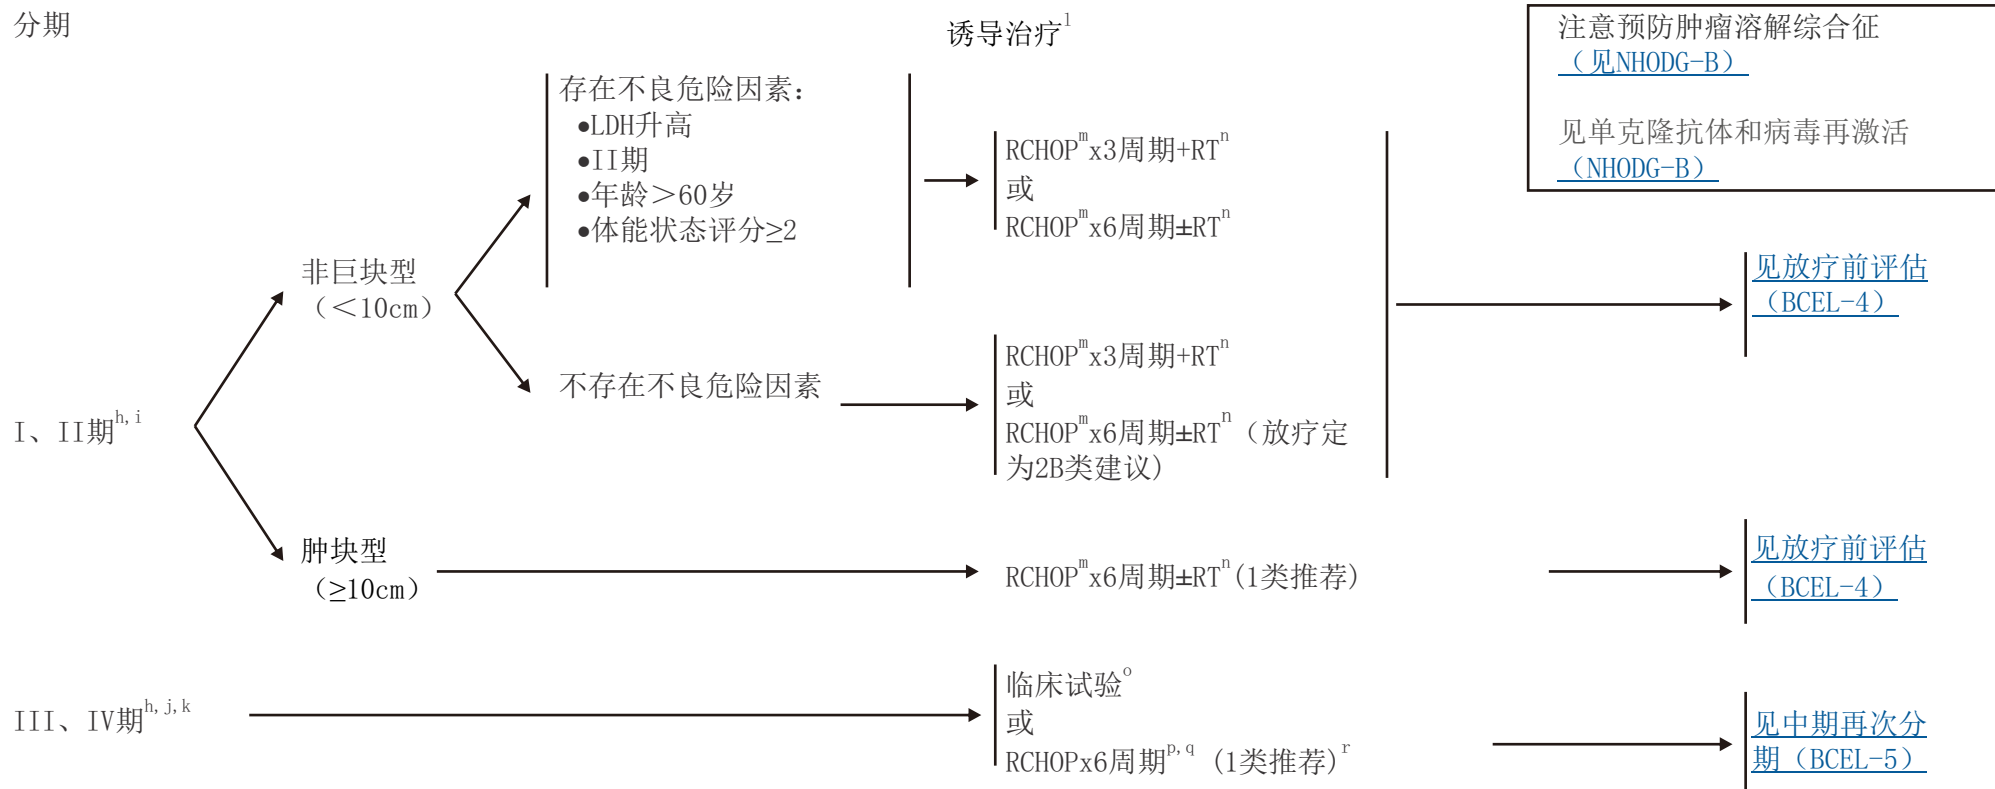 分期
诱导治疗l
注意预防肿瘤溶解综合征
（见NHODG-B）
见单克隆抗体和病毒再激活
（NHODG-B）
存在不良危险因素：
●LDH升高
●II期
●年龄＞60岁
●体能状态评分≥2
RCHOPmx3周期+RTn
或
RCHOPmx6周期±RTn
非巨块型
（＜10cm）
见放疗前评估
（BCEL-4）
不存在不良危险因素
RCHOPmx3周期+RTn
或
RCHOPmx6周期±RTn（放疗定
为2B类建议)
I、II期h,i
肿块型
（≥10cm）
RCHOPmx6周期±RTn(1类推荐)
见放疗前评估
（BCEL-4）
III、IV期h,j,k
临床试验o
或
RCHOPx6周期p,q (1类推荐)r
见中期再次分
期（BCEL-5）